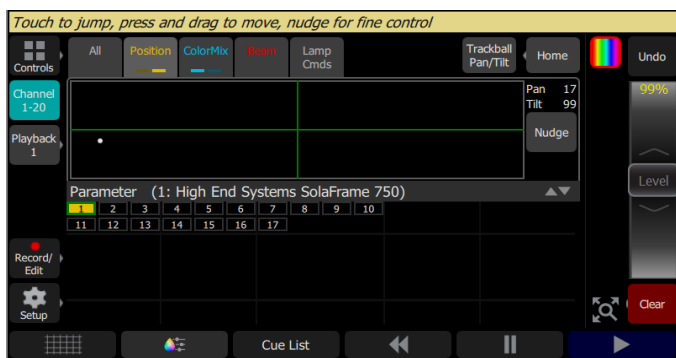 Touch to jump, press and drag to move, nudge for fine control
Controls
All
Position
ColorMix
Beam
Lamp
Cmds
Trackball
Pan/Tilt
Home
Undo
Channel
1-20
Pan 17
Tilt 99
99%
Playback
1
Nudge
Level
Parameter (1: High End Systems SolaFrame 750)
1 2 3 4 5 6 7 8 9 10
11 12 13 14 15 16 17
Record/
Edit
Setup
Clear
Cue List